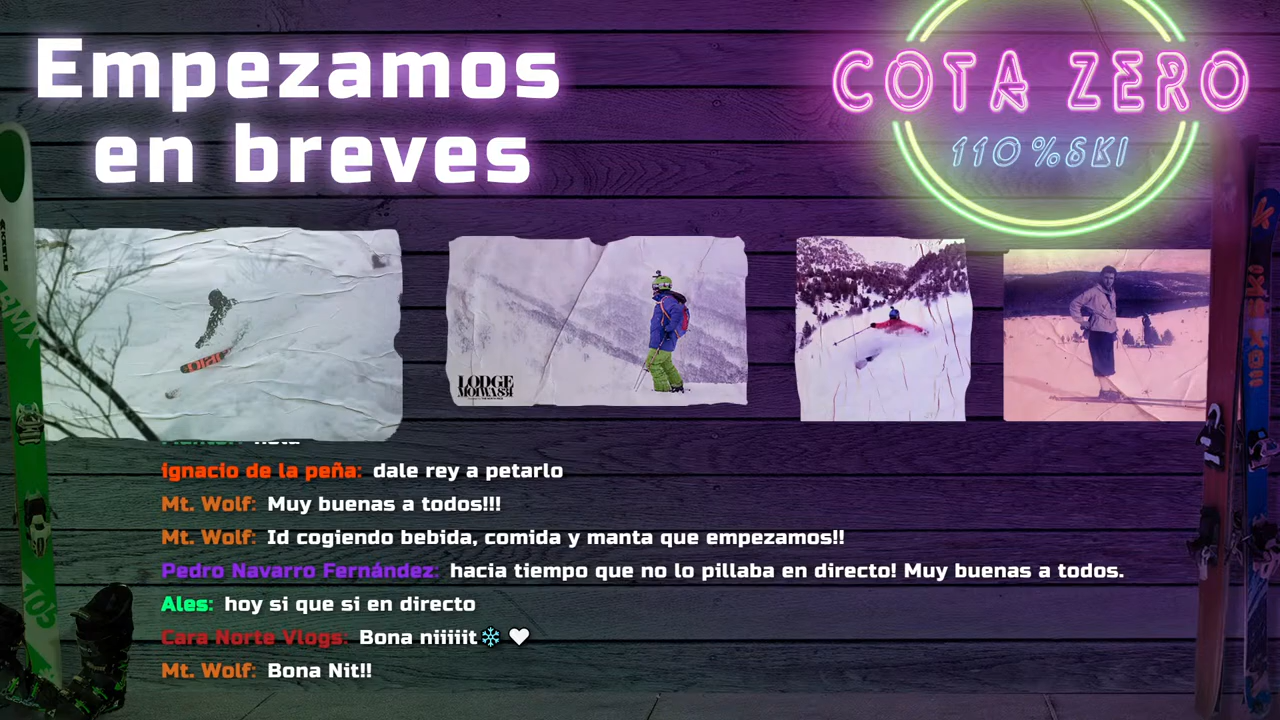 Empezamos
en breves
COTA ZERO
110%SKI
LODGE
MOIWA 834
hola
ignacio de la peña: dale rey a petarlo
Mt. Wolf: Muy buenas a todos!!!
Mt. Wolf: Id cogiendo bebida, comida y manta que empezamos!!
Pedro Navarro Fernández: hacia tiempo que no lo pillaba en directo! Muy buenas a todos.
Ales: hoy si que si en directo
Cara Norte Vlogs: Bona niiiiit❄️ 🤍
Mt. Wolf: Bona Nit!!